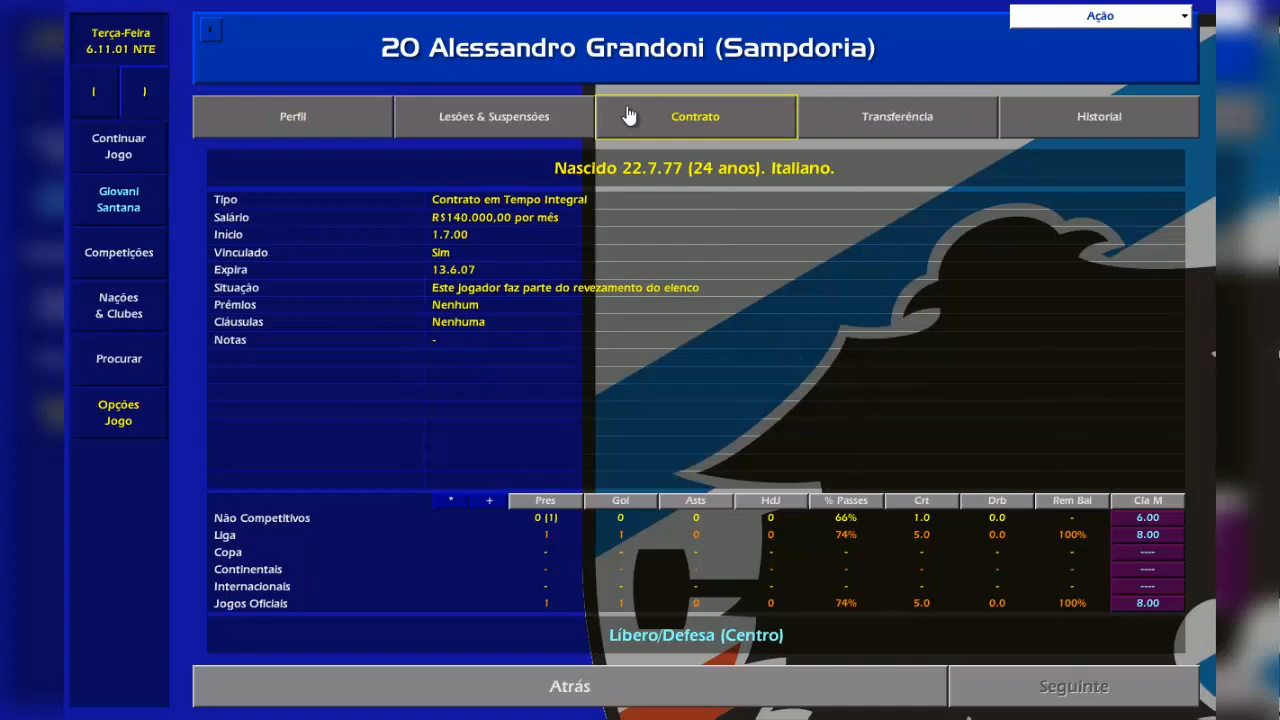 Ação
Terça-Feira
6.11.01 NTE
20 Alessandro Grandoni (Sampdoria)
Perfil
Lesões & Suspensões
Contrato
Transferência
Historial
Continuar
Jogo
Giovani
Santana
Competições
Nações
& Clubes
Procurar
Opções
Jogo
Nascido 22.7.77 (24 anos). Italiano.
Tipo Contrato em Tempo Integral
Salário R$140.000,00 por mês
Início 1.7.00
Vinculado Sim
Expira 13.6.07
Situação Este jogador faz parte do revezamento do elenco
Prémios Nenhum
Cláusulas Nenhuma
Notas -
* + Pres Gol Asts HdJ % Passes Crt Drb Rem Bal Cla M
Não Competitivos 0 (1) 0 0 0 66% 1.0 0.0 - 6.00
Liga 1 1 0 0 74% 5.0 0.0 100% 8.00
Copa - - - - - - - - ----
Continentais - - - - - - - - ----
Internacionais - - - - - - - - ----
Jogos Oficiais 1 1 0 0 74% 5.0 0.0 100% 8.00
Líbero/Defesa (Centro)
Atrás
Seguinte